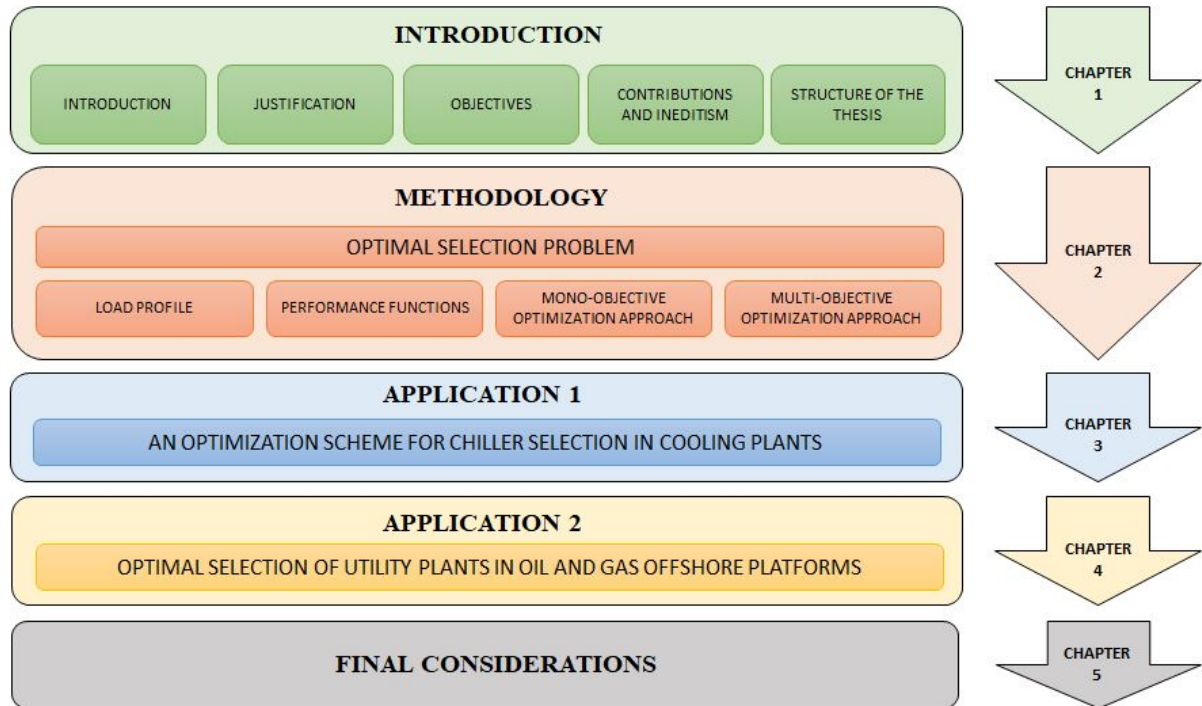 INTRODUCTION
INTRODUCTION
JUSTIFICATION
OBJECTIVES
CONTRIBUTIONS
AND INEDITISM
STRUCTURE OF THE
THESIS
CHAPTER
1
METHODOLOGY
OPTIMAL SELECTION PROBLEM
LOAD PROFILE
PERFORMANCE FUNCTIONS
MONO-OBJECTIVE
OPTIMIZATION APPROACH
MULTI-OBJECTIVE
OPTIMIZATION APPROACH
CHAPTER
2
APPLICATION 1
AN OPTIMIZATION SCHEME FOR CHILLER SELECTION IN COOLING PLANTS
CHAPTER
3
APPLICATION 2
OPTIMAL SELECTION OF UTILITY PLANTS IN OIL AND GAS OFFSHORE PLATFORMS
CHAPTER
4
FINAL CONSIDERATIONS
CHAPTER
5